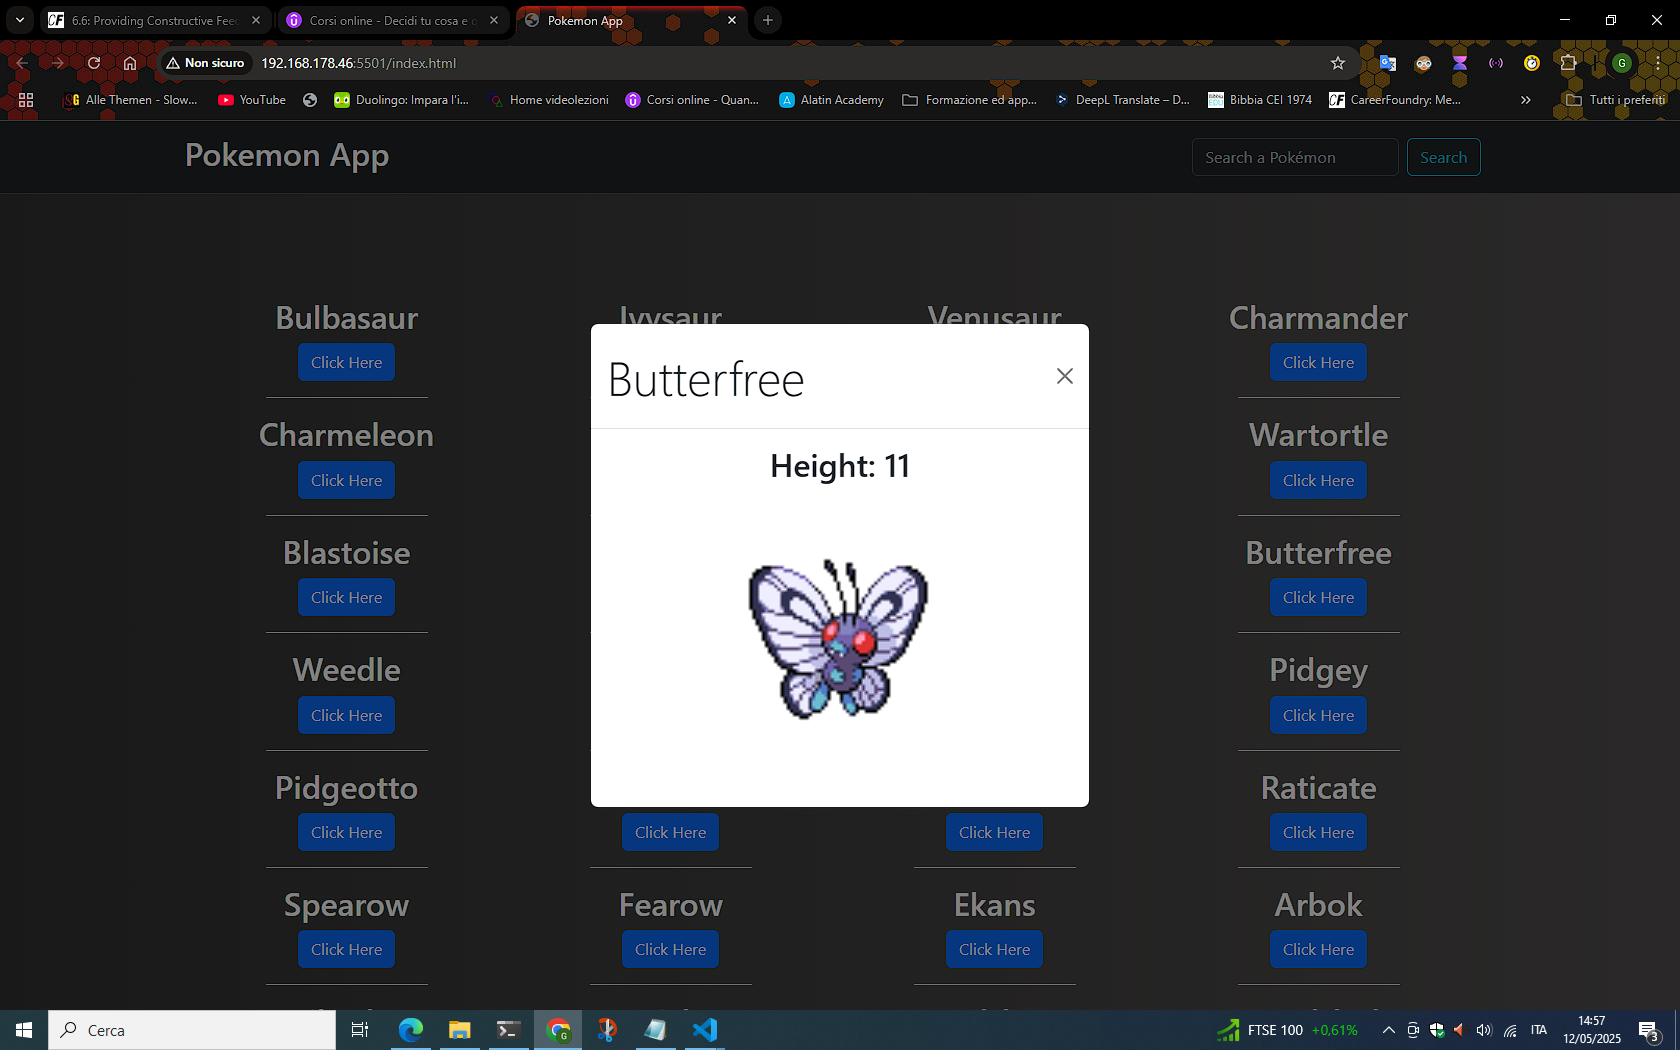 6.6: Providing Constructive Feed
Corsi online - Decidi tu cosa e q
Pokemon App
Non sicuro
192.168.178.46:5501/index.html
G
Alle Themen - Slow...
YouTube
Duolingo: Impara l'i...
Home videolezioni
Corsi online - Quan...
Alatin Academy
Formazione ed app...
DeepL Translate – D...
Bibbia CEI 1974
CareerFoundry: Me...
Tutti i preferiti
Pokemon App
Search a Pokémon
Search
Bulbasaur
Ivysaur
Venusaur
Charmander
Click Here
Click Here
Charmeleon
Wartortle
Click Here
Click Here
Blastoise
Butterfree
Click Here
Click Here
Weedle
Pidgey
Click Here
Click Here
Pidgeotto
Raticate
Click Here
Click Here
Click Here
Click Here
Spearow
Fearow
Ekans
Arbok
Click Here
Click Here
Click Here
Click Here
Butterfree
Height: 11
Cerca
FTSE 100 +0,61%
ITA
14:57
12/05/2025
3